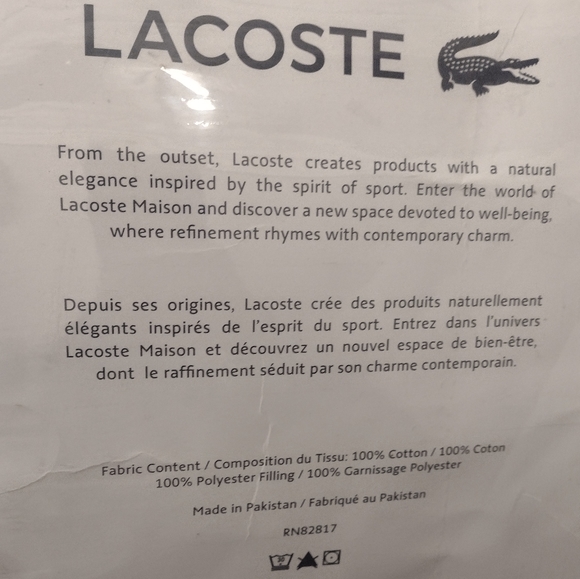 LACOSTE
From the outset, Lacoste creates products with a natural
elegance inspired by the spirit of sport. Enter the world of
Lacoste Maison and discover a new space devoted to well-being,
where refinement rhymes with contemporary charm.
Depuis ses origines, Lacoste crée des produits naturellement
élégants inspirés de l'esprit du sport. Entrez dans l'univers
Lacoste Maison et découvrez un nouvel espace de bien-être,
dont le raffinement séduit par son charme contemporain.
Fabric Content / Composition du Tissu: 100% Cotton / 100% Coton
100% Polyester Filling / 100% Garnissage Polyester
Made in Pakistan / Fabriqué au Pakistan
RN82817